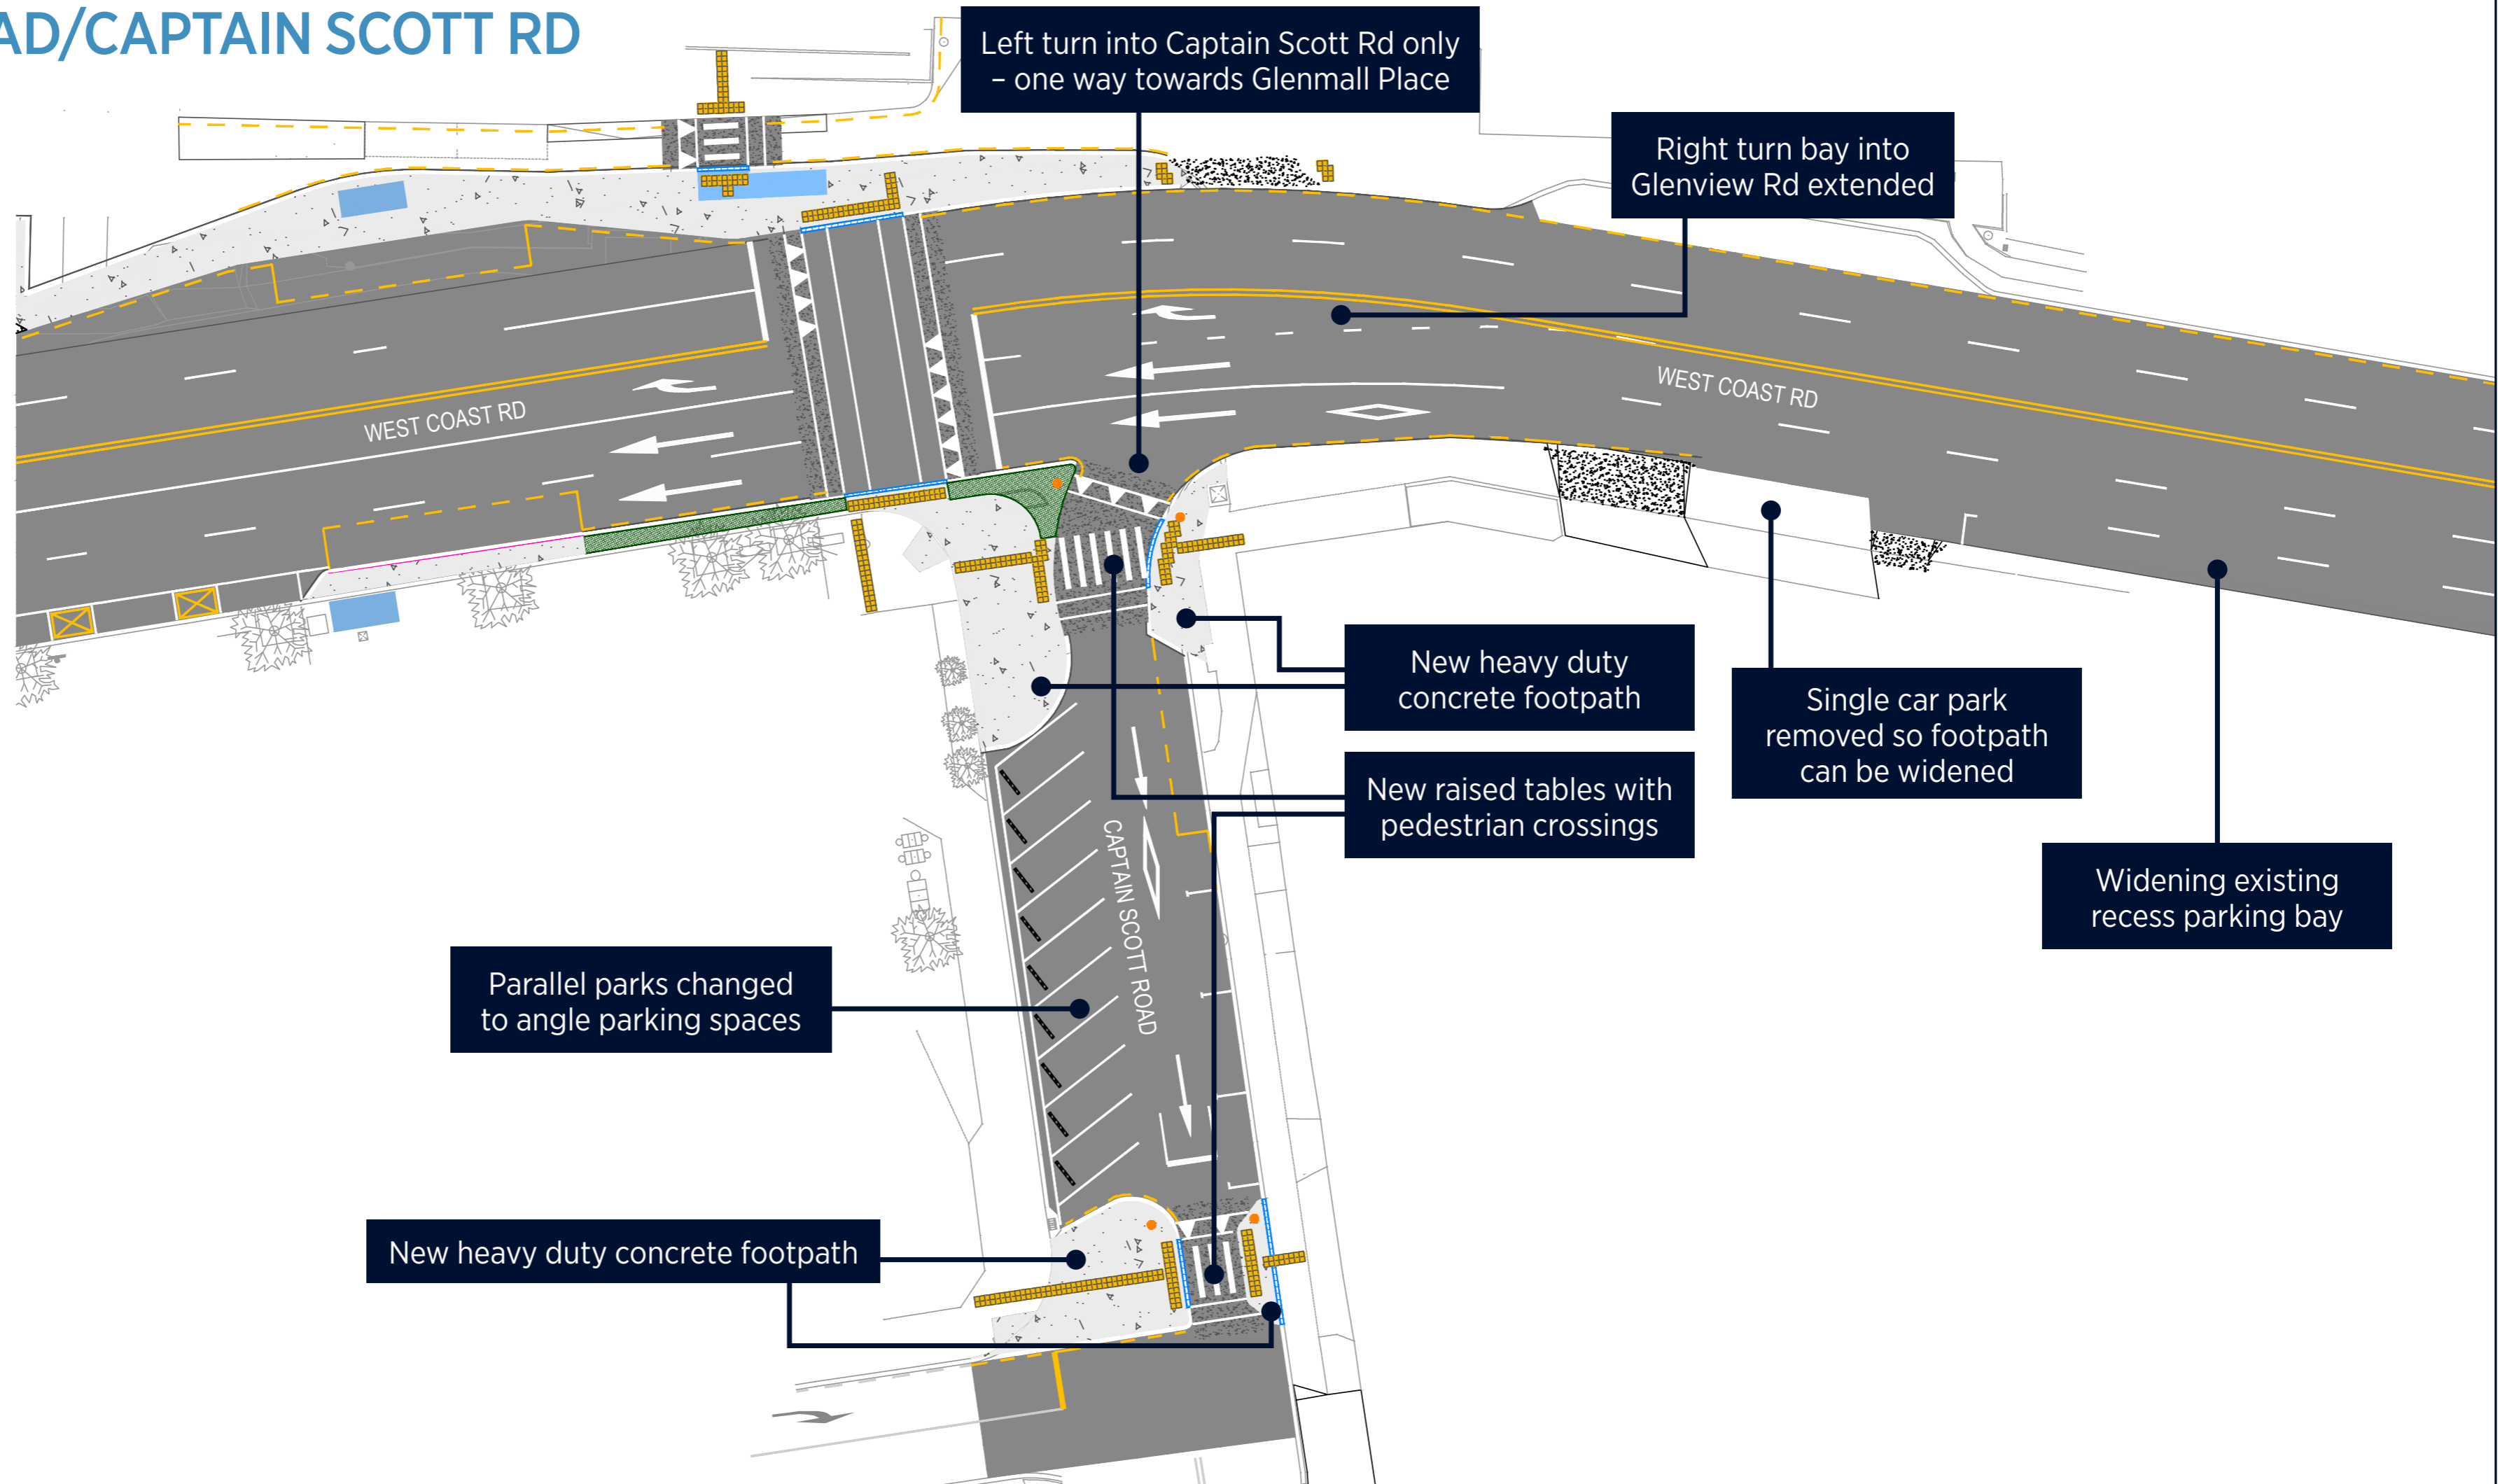 AD/CAPTAIN SCOTT RD
Left turn into Captain Scott Rd only
– one way towards Glenmall Place
Right turn bay into
Glenview Rd extended
WEST COAST RD
WEST COAST RD
New heavy duty
concrete footpath
Single car park
removed so footpath
can be widened
New raised tables with
pedestrian crossings
CAPTAIN SCOTT ROAD
Widening existing
recess parking bay
Parallel parks changed
to angle parking spaces
New heavy duty concrete footpath